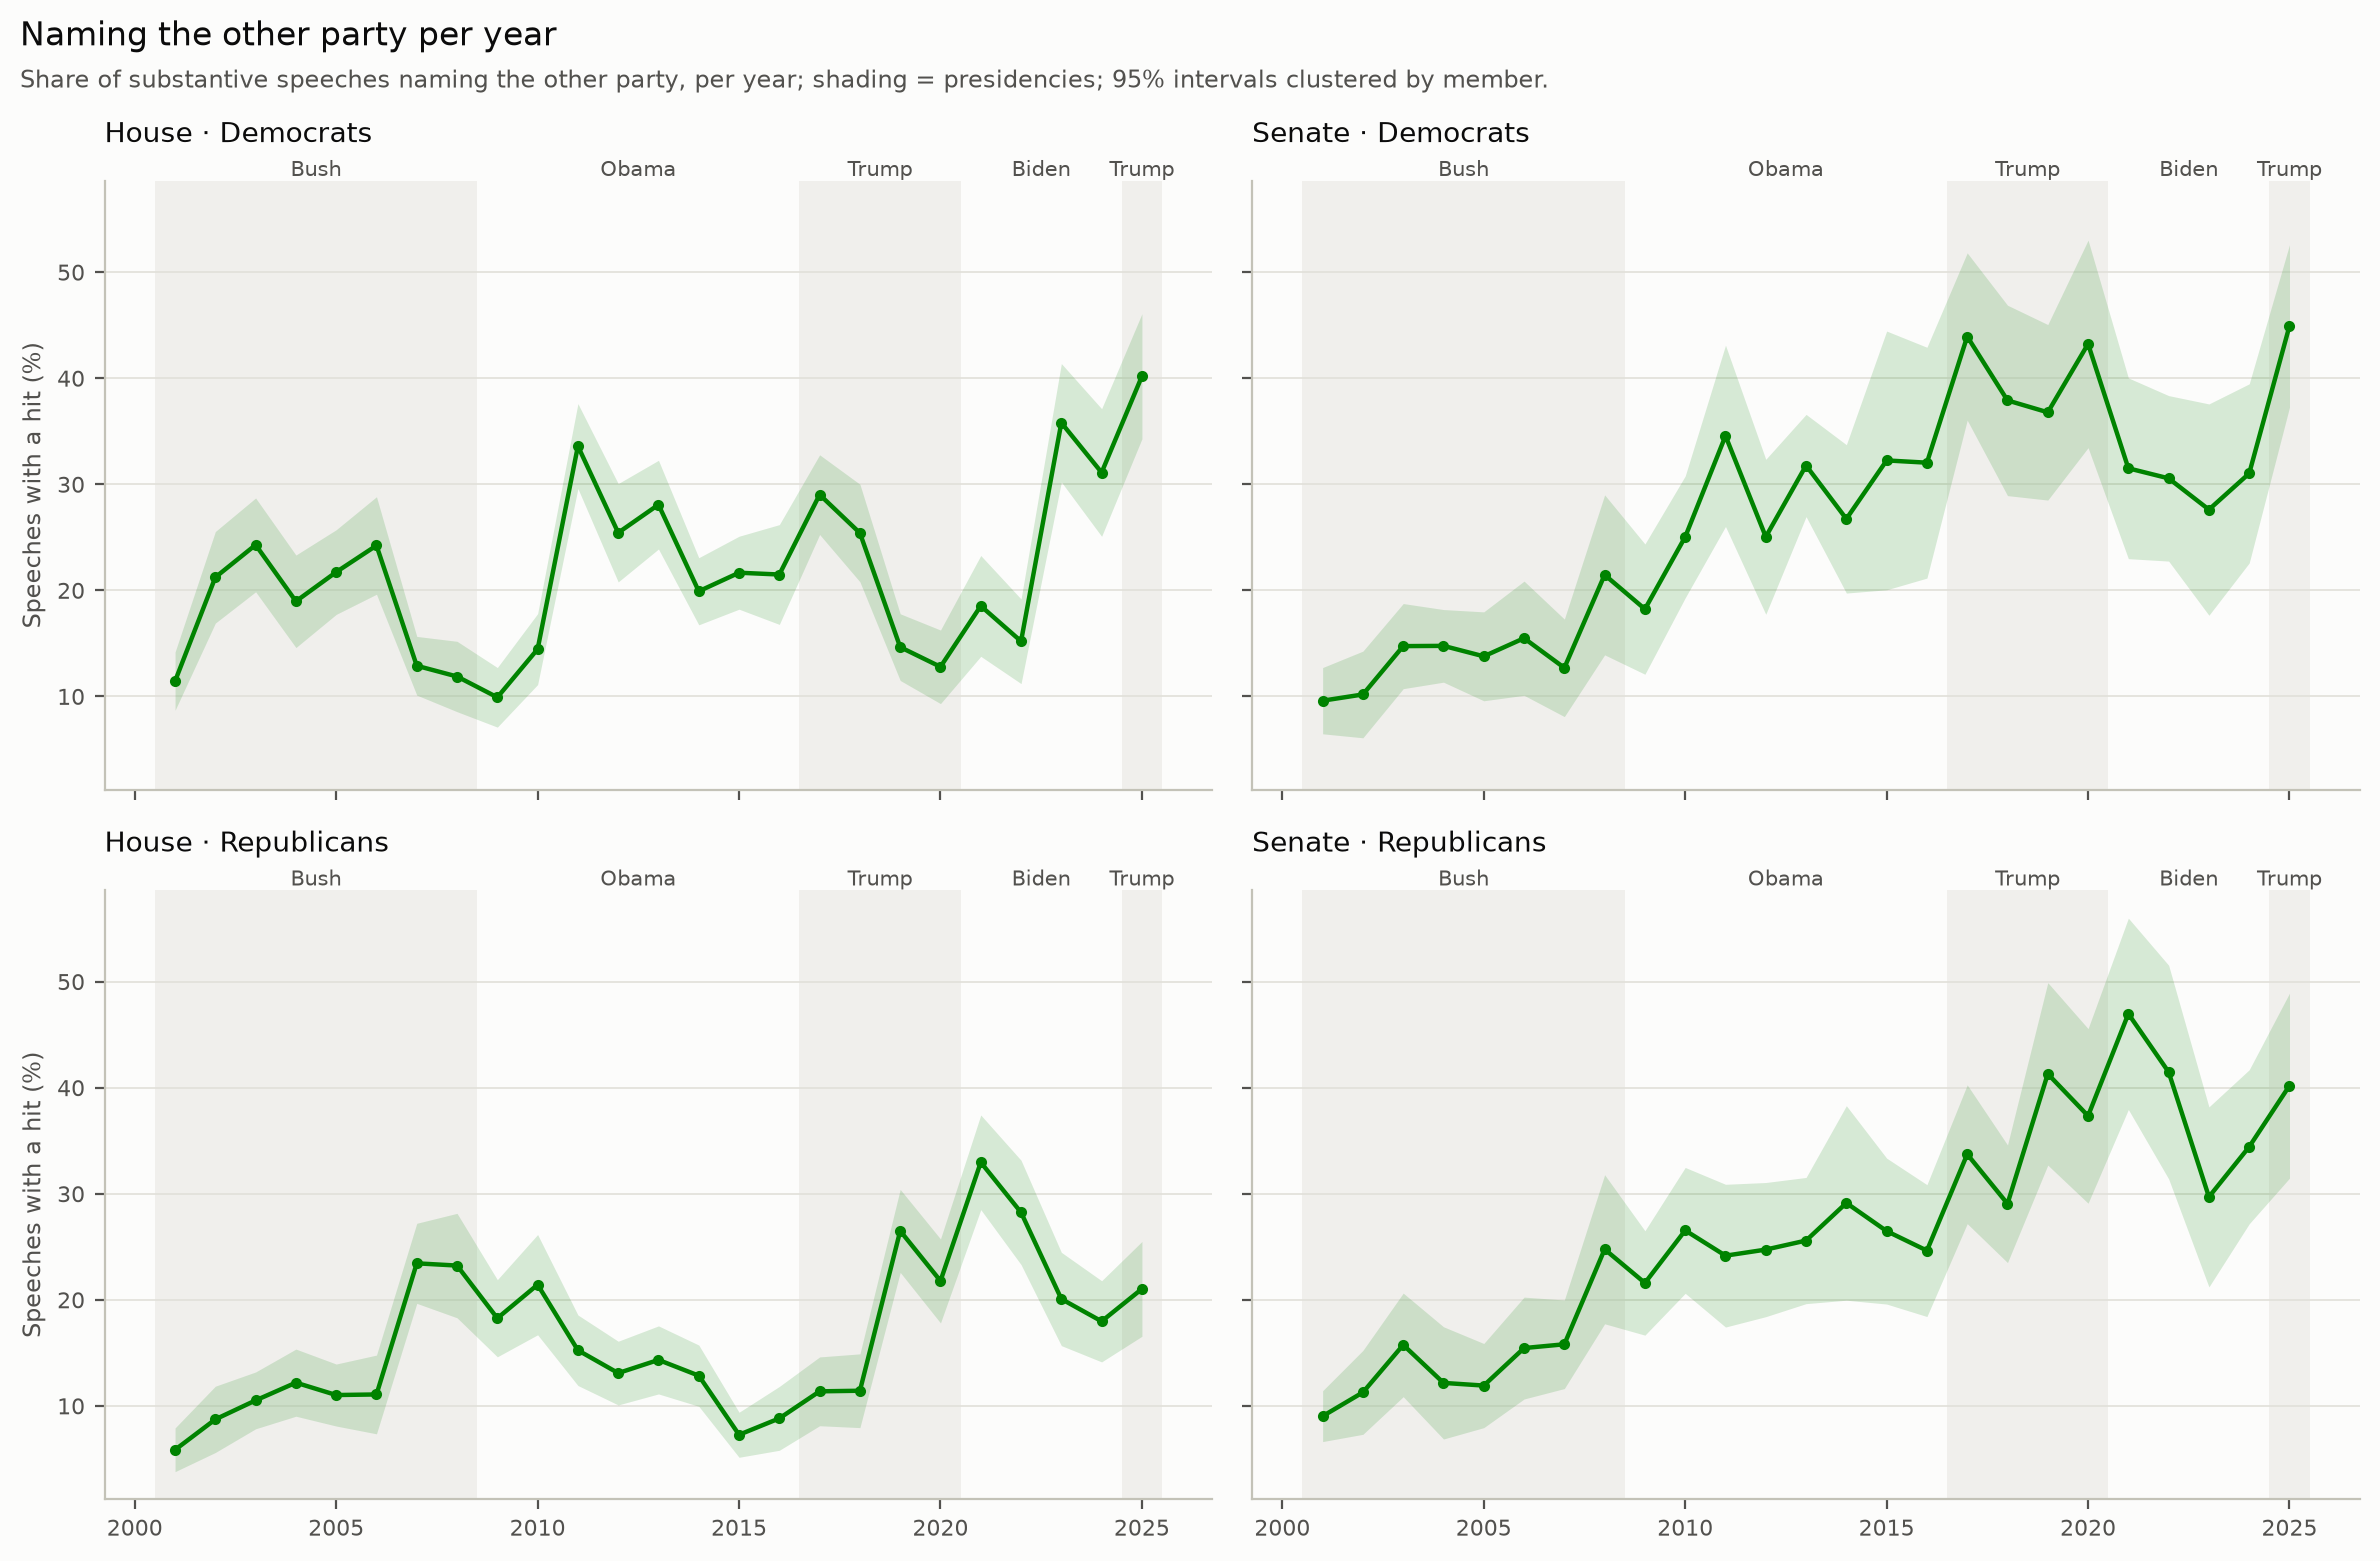 Naming the other party per year
Share of substantive speeches naming the other party, per year; shading = presidencies; 95% intervals clustered by member.
House · Democrats
Bush Obama Trump Biden Trump
50
40
30
20
10
Speeches with a hit (%)
Senate · Democrats
Bush Obama Trump Biden Trump
House · Republicans
Bush Obama Trump Biden Trump
50
40
30
20
10
Speeches with a hit (%)
2000 2005 2010 2015 2020 2025
Senate · Republicans
Bush Obama Trump Biden Trump
2000 2005 2010 2015 2020 2025